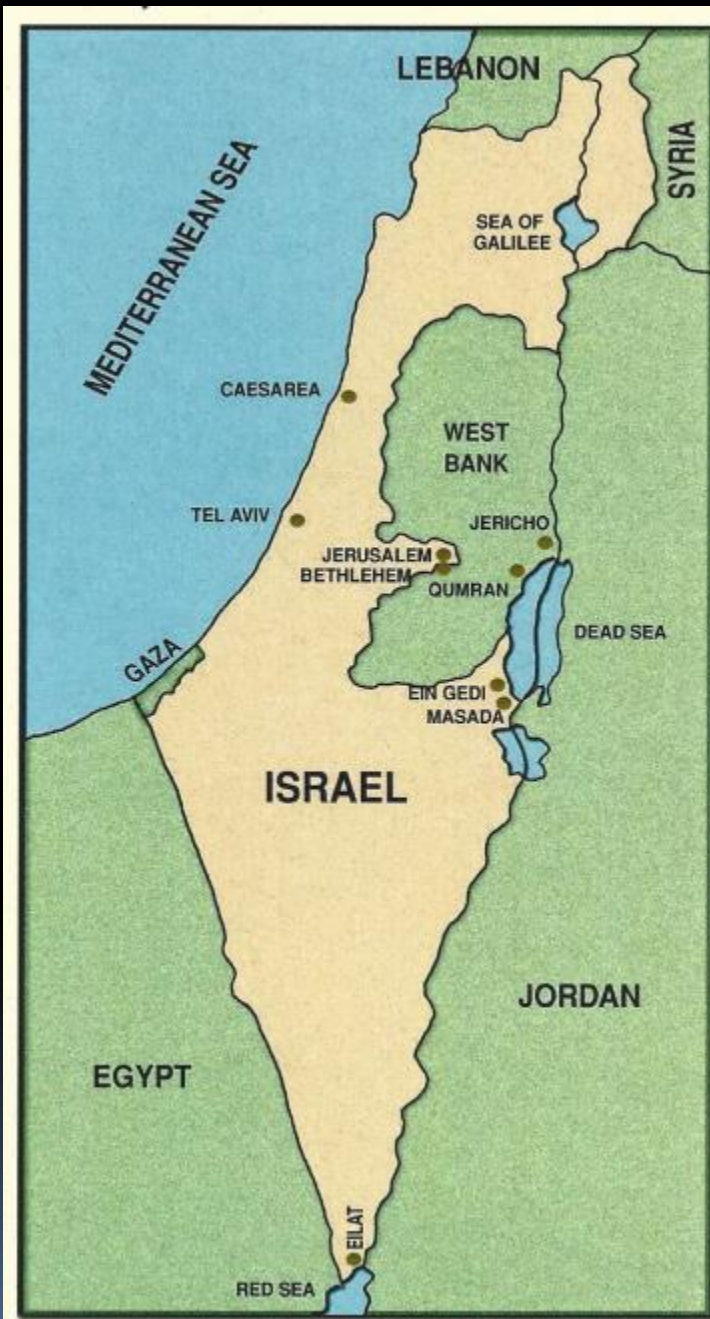 LEBANON
SYRIA
MEDITERRANEAN SEA
SEA OF
GALILEE
CAESAREA
WEST
BANK
TEL AVIV
JERICHO
JERUSALEM
BETHLEHEM
QUMRAN
DEAD SEA
GAZA
EIN GEDI
MASADA
ISRAEL
JORDAN
EGYPT
EILAT
RED SEA